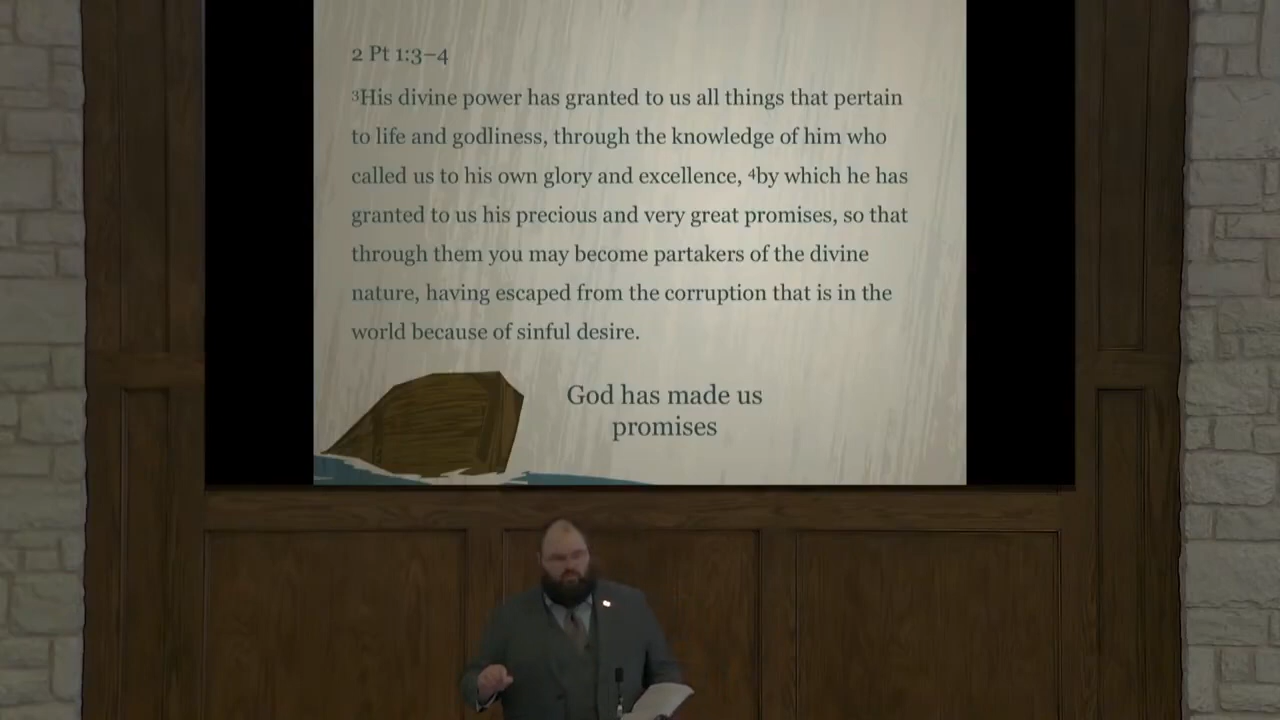 2 Pt 1:3–4
³His divine power has granted to us all things that pertain
to life and godliness, through the knowledge of him who
called us to his own glory and excellence, ⁴by which he has
granted to us his precious and very great promises, so that
through them you may become partakers of the divine
nature, having escaped from the corruption that is in the
world because of sinful desire.
God has made us
promises